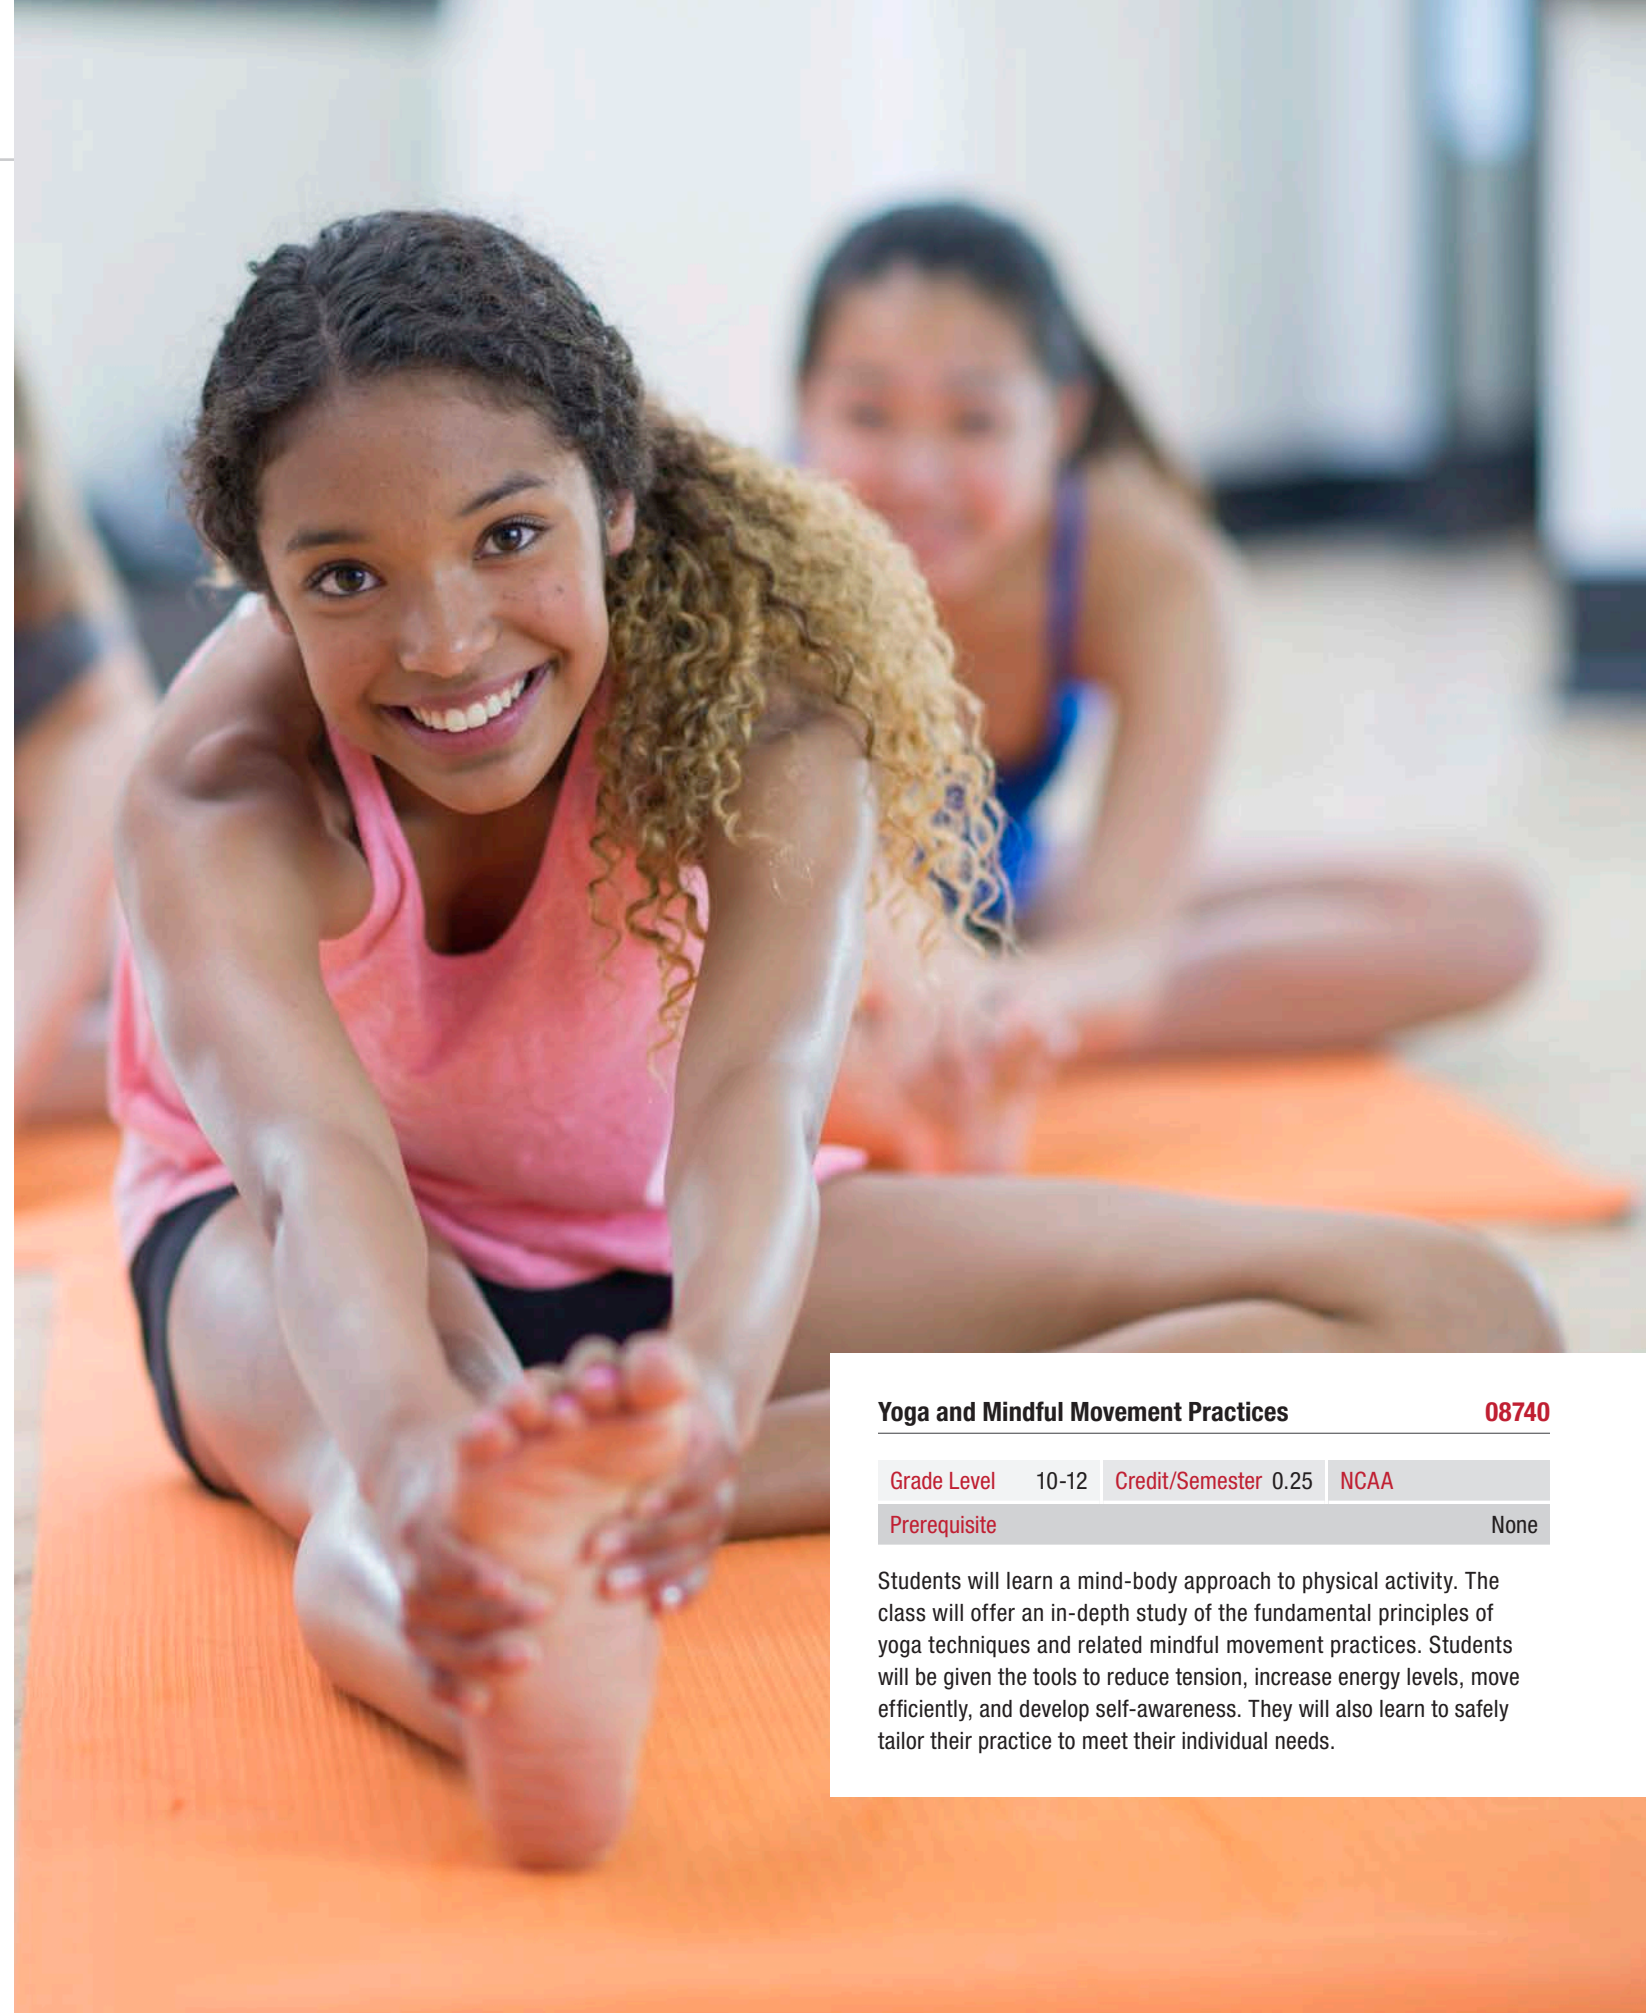 Yoga and Mindful Movement Practices 08740
Grade Level 10-12 Credit/Semester 0.25 NCAA
Prerequisite None
Students will learn a mind-body approach to physical activity. The
class will offer an in-depth study of the fundamental principles of
yoga techniques and related mindful movement practices. Students
will be given the tools to reduce tension, increase energy levels, move
efficiently, and develop self-awareness. They will also learn to safely
tailor their practice to meet their individual needs.